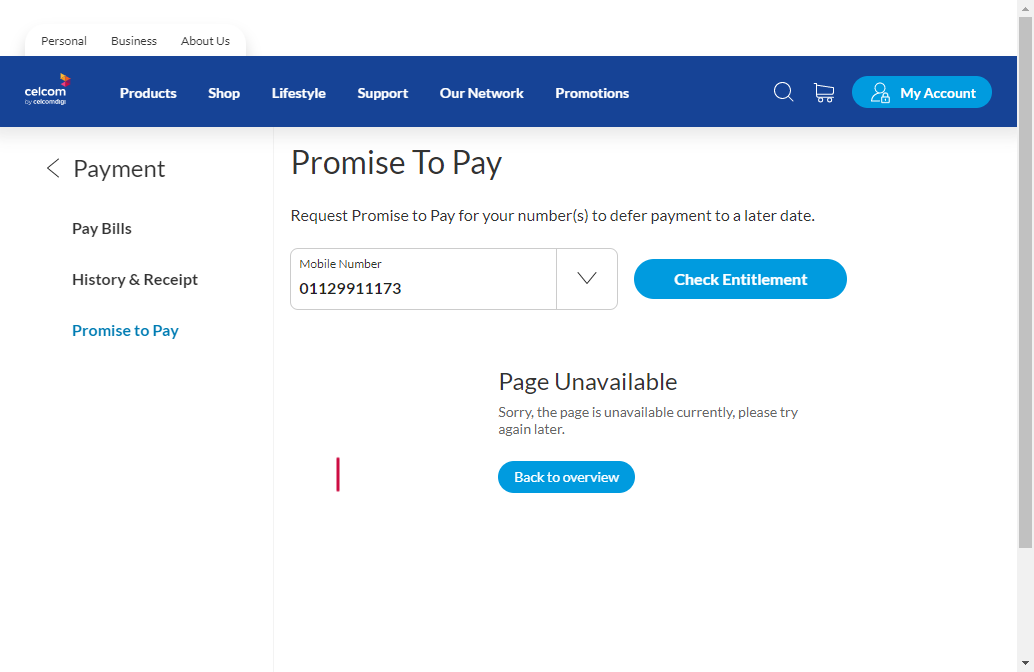 Personal Business About Us
celcom
by celcomdigi
Products Shop Lifestyle Support Our Network Promotions My Account
Payment
Pay Bills
History & Receipt
Promise to Pay
Promise To Pay
Request Promise to Pay for your number(s) to defer payment to a later date.
Mobile Number
01129911173
Check Entitlement
Page Unavailable
Sorry, the page is unavailable currently, please try
again later.
Back to overview